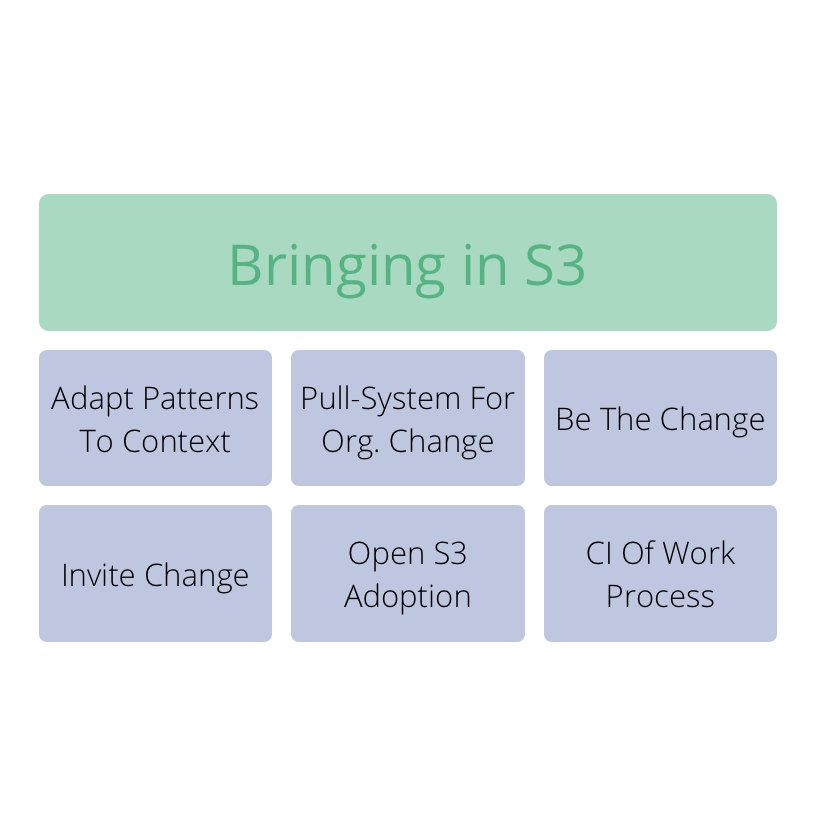 Bringing in S3
Adapt Patterns
To Context
Pull-System For
Org. Change
Be The Change
Invite Change
Open S3
Adoption
CI Of Work
Process